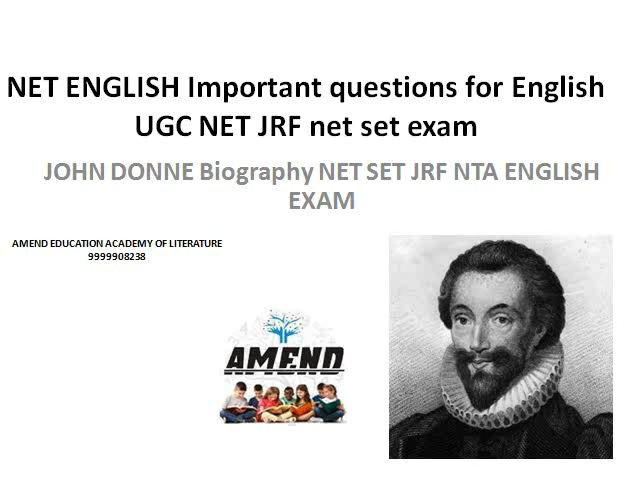 NET ENGLISH Important questions for English
UGC NET JRF net set exam
JOHN DONNE Biography NET SET JRF NTA ENGLISH
EXAM
AMEND EDUCATION ACADEMY OF LITERATURE
9999908238
AMEND